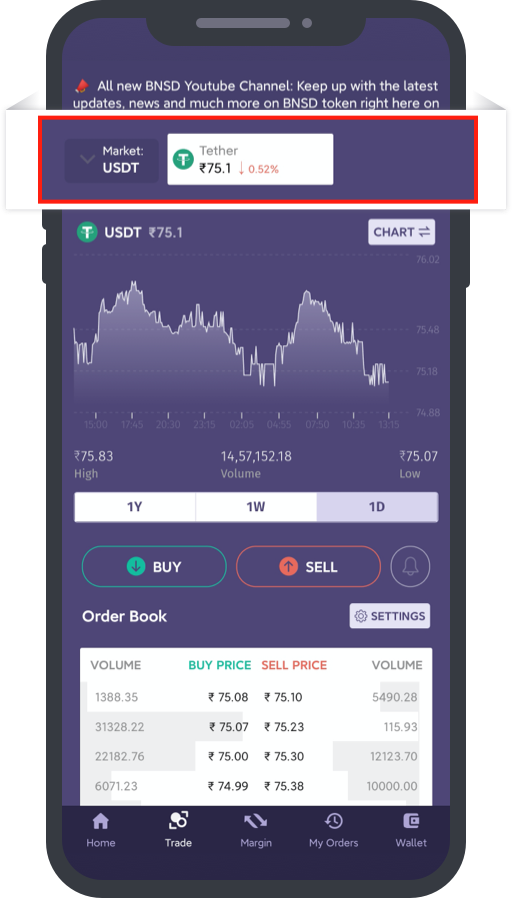 All new BNSD Youtube Channel: Keep up with the latest
updates, news and much more on BNSD token right here on
Market:
USDT
Tether
₹75.1 ↓ 0.52%
USDT ₹75.1
CHART
76.02
75.48
75.18
74.88
15:00 17:45 20:30 23:15 02:05 04:55 07:50 10:35 13:15
₹75.83 14,57,152.18 ₹75.07
High Volume Low
1Y 1W 1D
BUY SELL
Order Book SETTINGS
VOLUME BUY PRICE SELL PRICE VOLUME
1388.35 ₹ 75.08 ₹ 75.10 5490.28
31328.22 ₹ 75.07 ₹ 75.23 115.93
22182.76 ₹ 75.00 ₹ 75.30 12123.70
6071.23 ₹ 74.99 ₹ 75.38 10000.00
Home Trade Margin My Orders Wallet